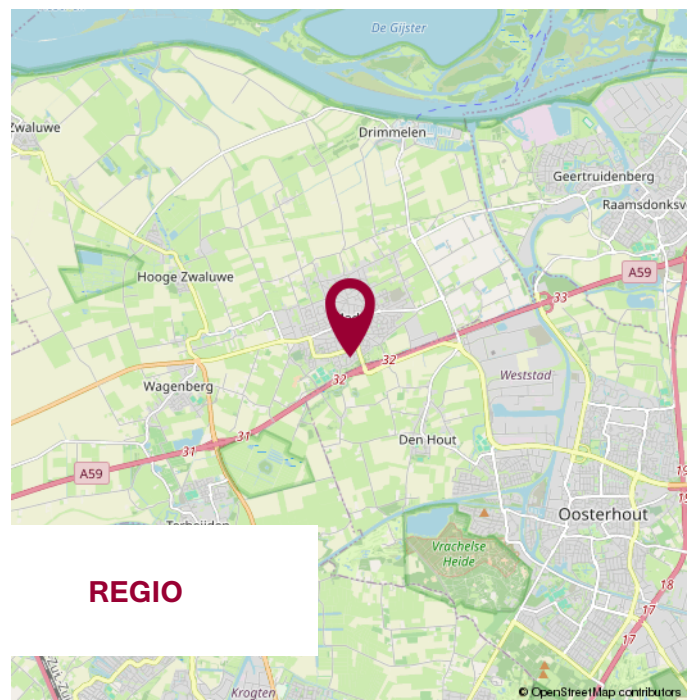 De Gijster
Zwaluwe
Drimmelen
Geertruidenberg
Raamsdonksv
A59
Hooge Zwaluwe
33
32
32
Weststad
Wagenberg
31
Den Hout
31
A59
19
19
Oosterhout
Vrachelse
Heide
REGIO
18
17
17
Krogten
© OpenStreetMap contributors